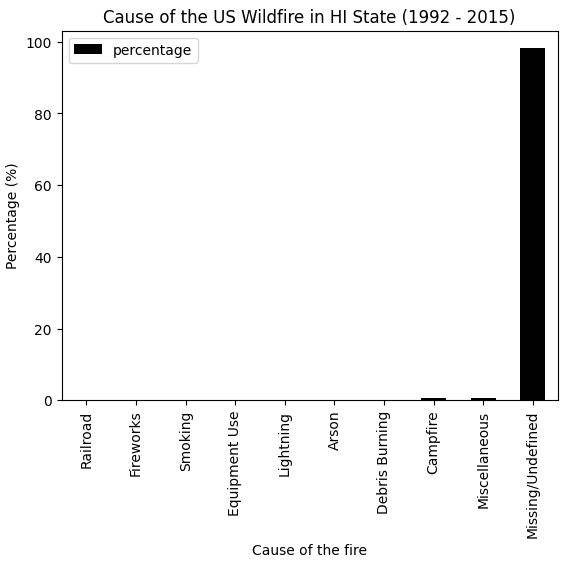 Cause of the US Wildfire in HI State (1992 - 2015)
percentage
100
80
60
40
20
0
Percentage (%)
Railroad
Fireworks
Smoking
Equipment Use
Lightning
Arson
Debris Burning
Campfire
Miscellaneous
Missing/Undefined
Cause of the fire